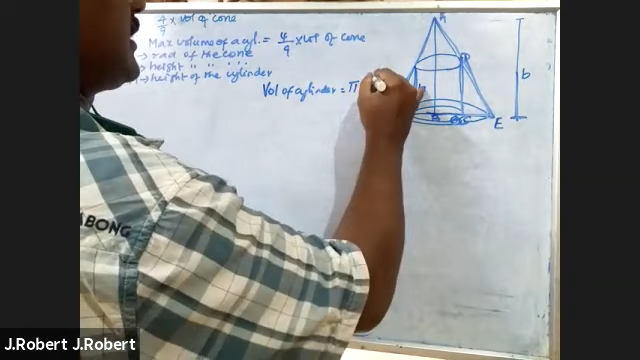 4/9 x vol of cone
Max volume of a cyl. = 4/9 x vol of cone
→ rad of the cone
→ height " " " "
→ height of the cylinder
Vol of cylinder = π
A
D
b
h
B
C
E
BONG
J.Robert J.Robert